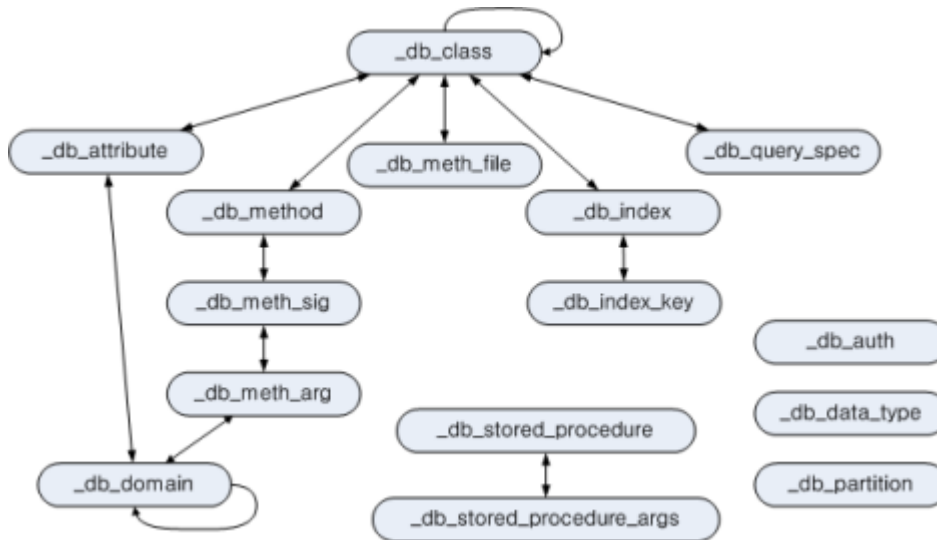 _db_class
_db_attribute
_db_meth_file
_db_query_spec
_db_method
_db_index
_db_meth_sig
_db_index_key
_db_auth
_db_meth_arg
_db_data_type
_db_stored_procedure
_db_domain
_db_partition
_db_stored_procedure_args